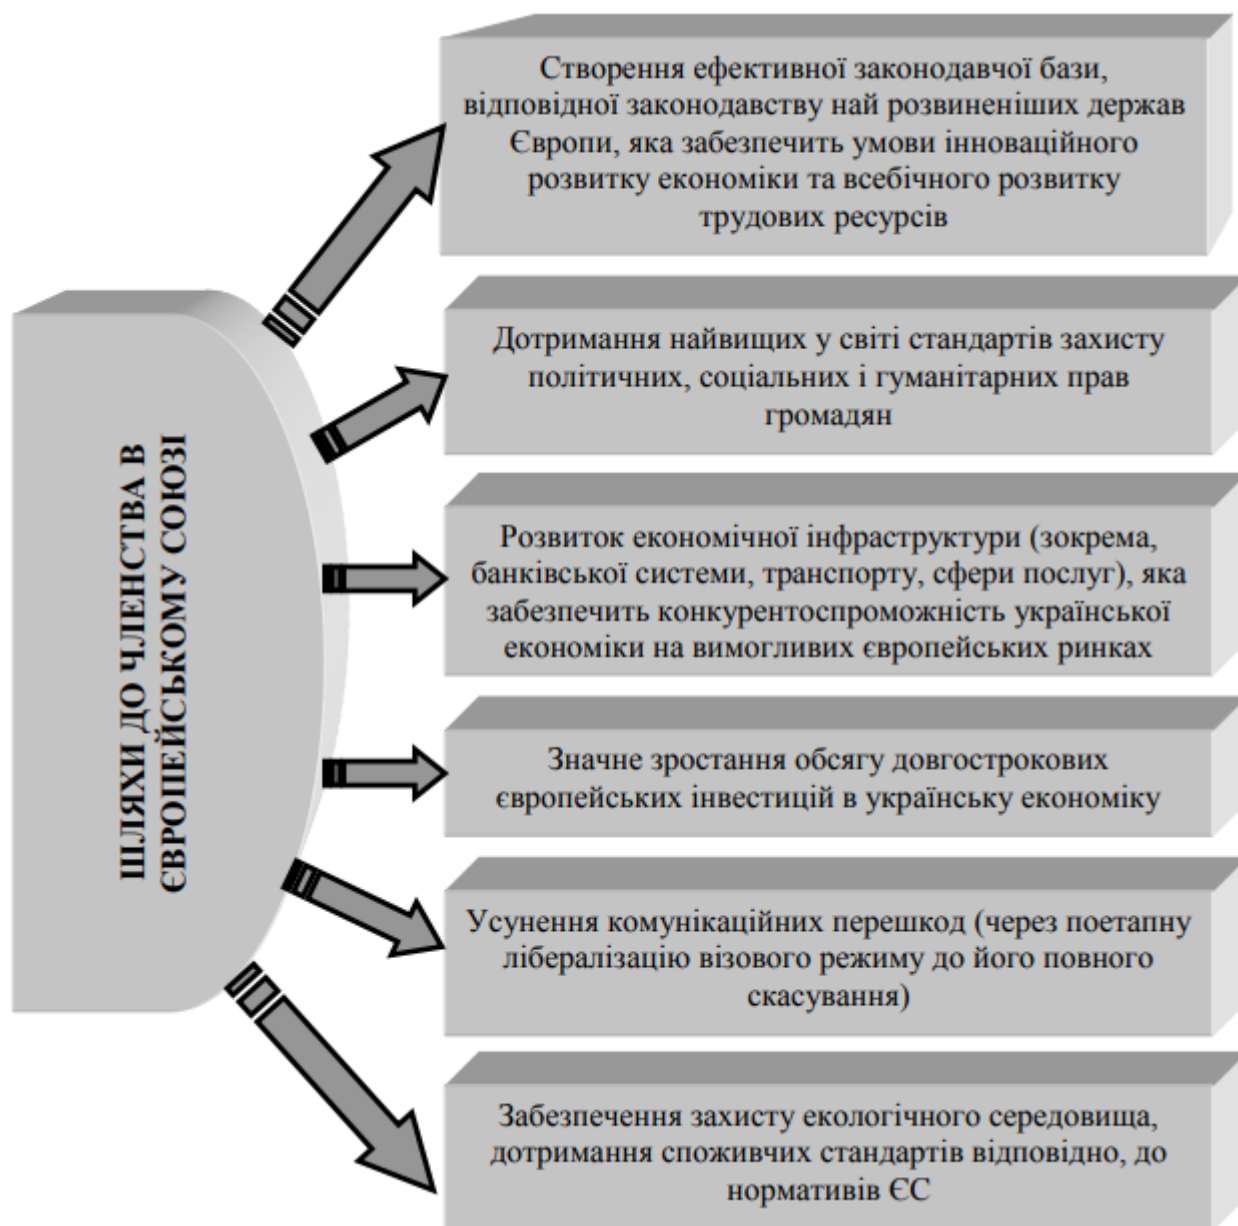 ШЛЯХИ ДО ЧЛЕНСТВА В
ЄВРОПЕЙСЬКОМУ СОЮЗІ
Створення ефективної законодавчої бази,
відповідної законодавству най розвиненіших держав
Європи, яка забезпечить умови інноваційного
розвитку економіки та всебічного розвитку
трудових ресурсів
Дотримання найвищих у світі стандартів захисту
політичних, соціальних і гуманітарних прав
громадян
Розвиток економічної інфраструктури (зокрема,
банківської системи, транспорту, сфери послуг), яка
забезпечить конкурентоспроможність української
економіки на вимогливих європейських ринках
Значне зростання обсягу довгострокових
європейських інвестицій в українську економіку
Усунення комунікаційних перешкод (через поетапну
лібералізацію візового режиму до його повного
скасування)
Забезпечення захисту екологічного середовища,
дотримання споживчих стандартів відповідно, до
нормативів ЄС